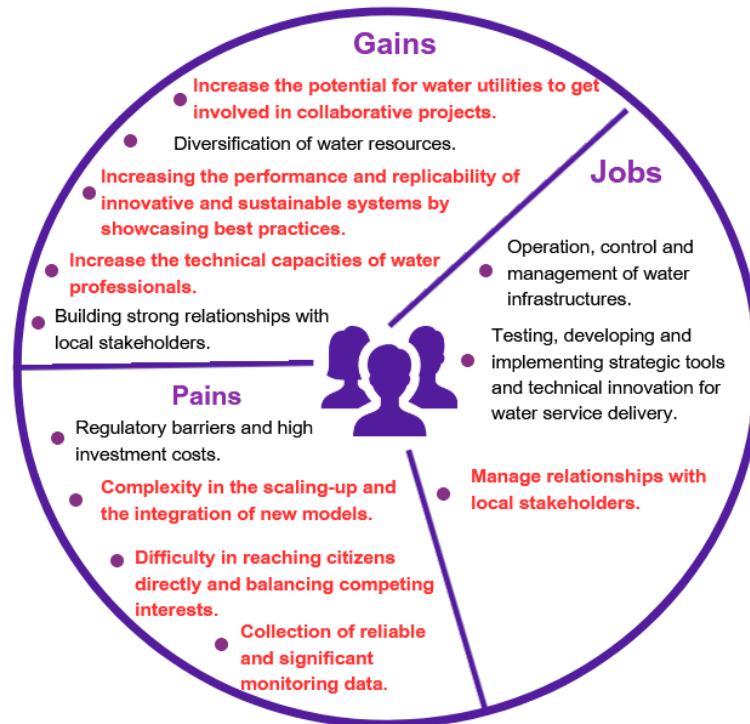 Gains
Increase the potential for water utilities to get
involved in collaborative projects.
Diversification of water resources.
Increasing the performance and replicability of
innovative and sustainable systems by
showcasing best practices.
Increase the technical capacities of water
professionals.
Building strong relationships with
local stakeholders.
Jobs
Operation, control and
management of water
infrastructures.
Testing, developing and
implementing strategic tools
and technical innovation for
water service delivery.
Manage relationships with
local stakeholders.
Pains
Regulatory barriers and high
investment costs.
Complexity in the scaling-up and
the integration of new models.
Difficulty in reaching citizens
directly and balancing competing
interests.
Collection of reliable
and significant
monitoring data.